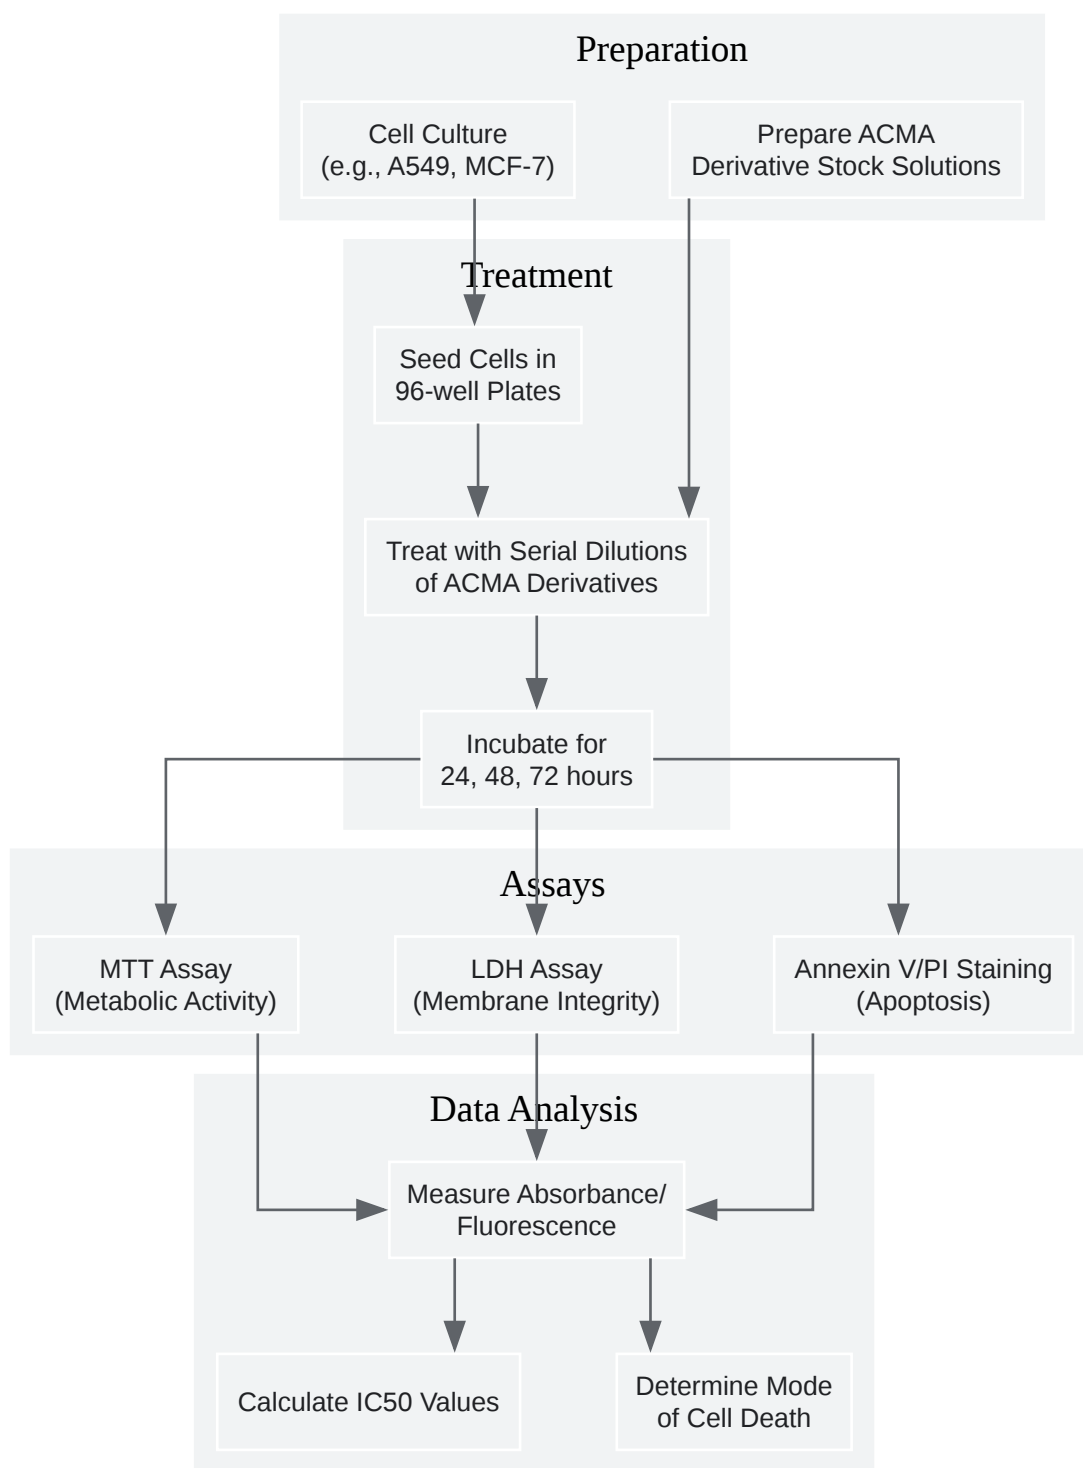 Preparation
Cell Culture
(e.g., A549, MCF-7)
Prepare ACMA
Derivative Stock Solutions
Treatment
Seed Cells in
96-well Plates
Treat with Serial Dilutions
of ACMA Derivatives
Incubate for
24, 48, 72 hours
Assays
MTT Assay
(Metabolic Activity)
LDH Assay
(Membrane Integrity)
Annexin V/PI Staining
(Apoptosis)
Data Analysis
Measure Absorbance/
Fluorescence
Calculate IC50 Values
Determine Mode
of Cell Death